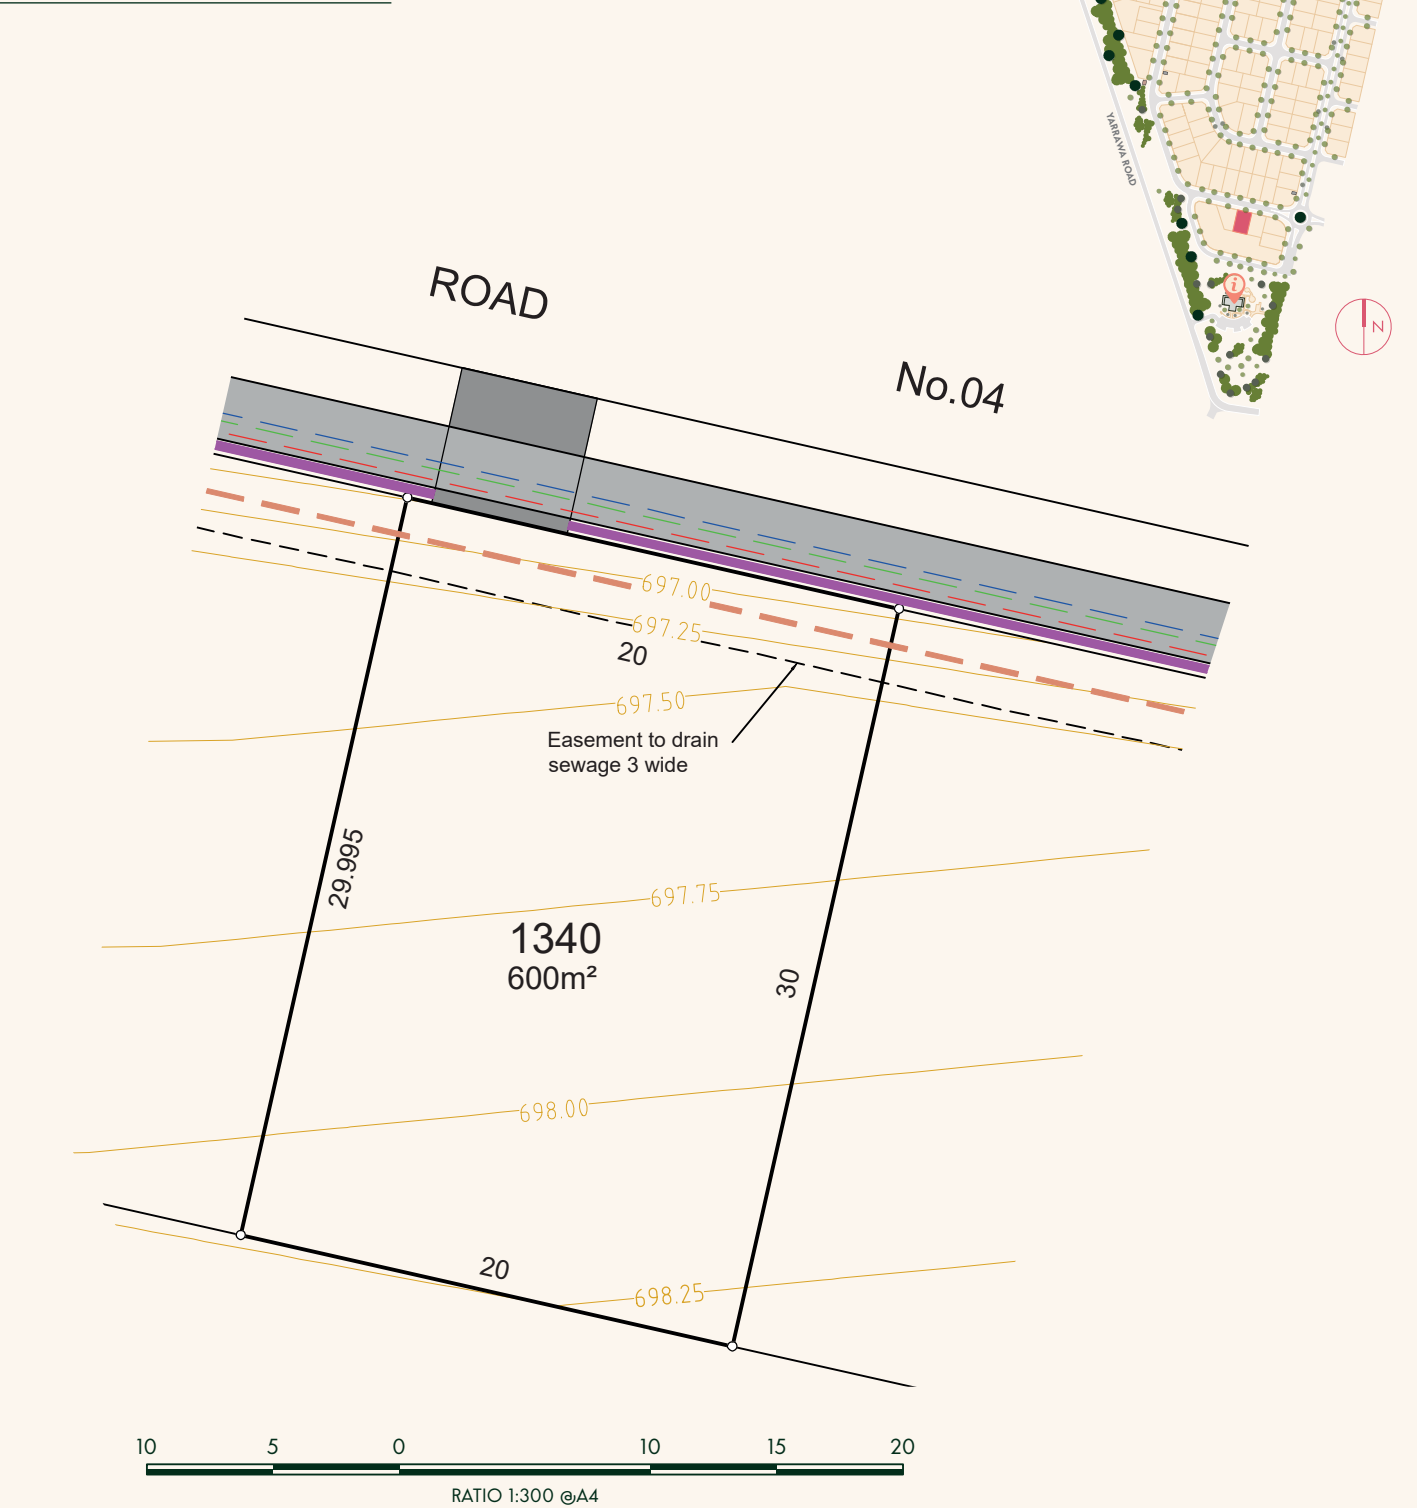 YARRAWA ROAD
i
N
ROAD
No.04
697.00
697.25
20
697.50
Easement to drain
sewage 3 wide
29.995
697.75
1340
600m²
30
698.00
20
698.25
10 5 0 10 15 20
RATIO 1:300 @A4